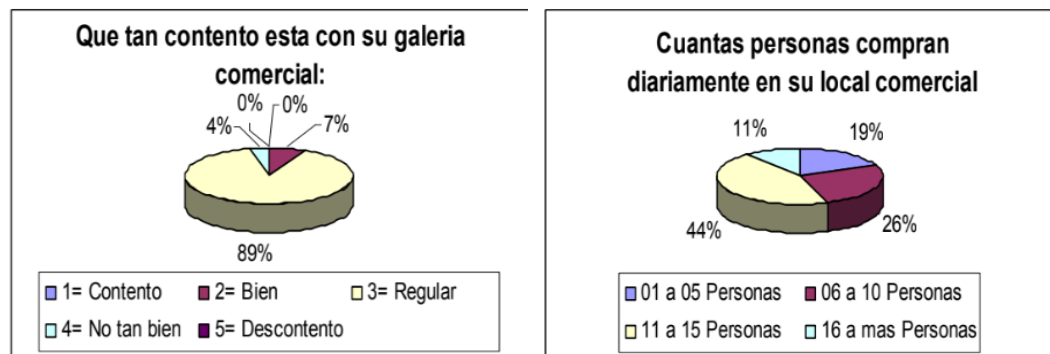 Que tan contento esta con su galeria
comercial:
0% 0%
4% 7%
89%
1= Contento 2= Bien 3= Regular
4= No tan bien 5= Descontento
Cuantas personas compran
diariamente en su local comercial
11% 19%
44% 26%
01 a 05 Personas 06 a 10 Personas
11 a 15 Personas 16 a mas Personas